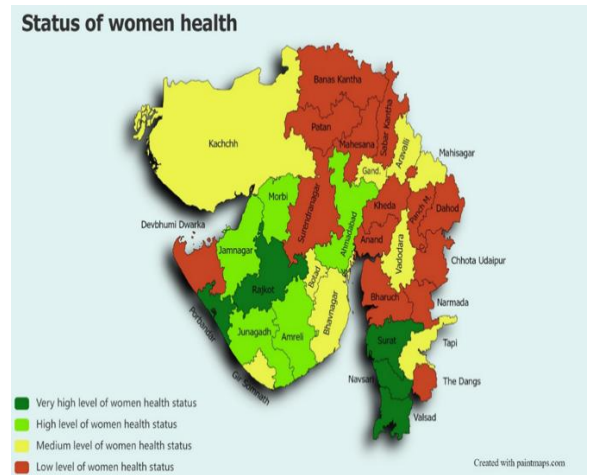 Status of women health
Banas Kantha
Patan
Mahesana
Sabar Kantha
Aravalli
Mahisagar
Kachchh
Gand.
Morbi
Surendranagar
Ahmadabad
Kheda
Panch M.
Dahod
Devbhumi Dwarka
Jamnagar
Anand
Vadodara
Chhota Udaipur
Rajkot
Botad
Bhavnagar
Bharuch
Narmada
Porbandar
Junagadh
Amreli
Surat
Tapi
Gir Somnath
Navsari
The Dangs
Valsad
Very high level of women health status
High level of women health status
Medium level of women health status
Low level of women health status
Created with paintmaps.com